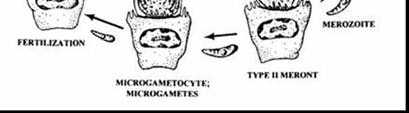 MEROZOITE
FERTILIZATION
TYPE II MERONT
MICROGAMETOCYTE;
MICROGAMETES